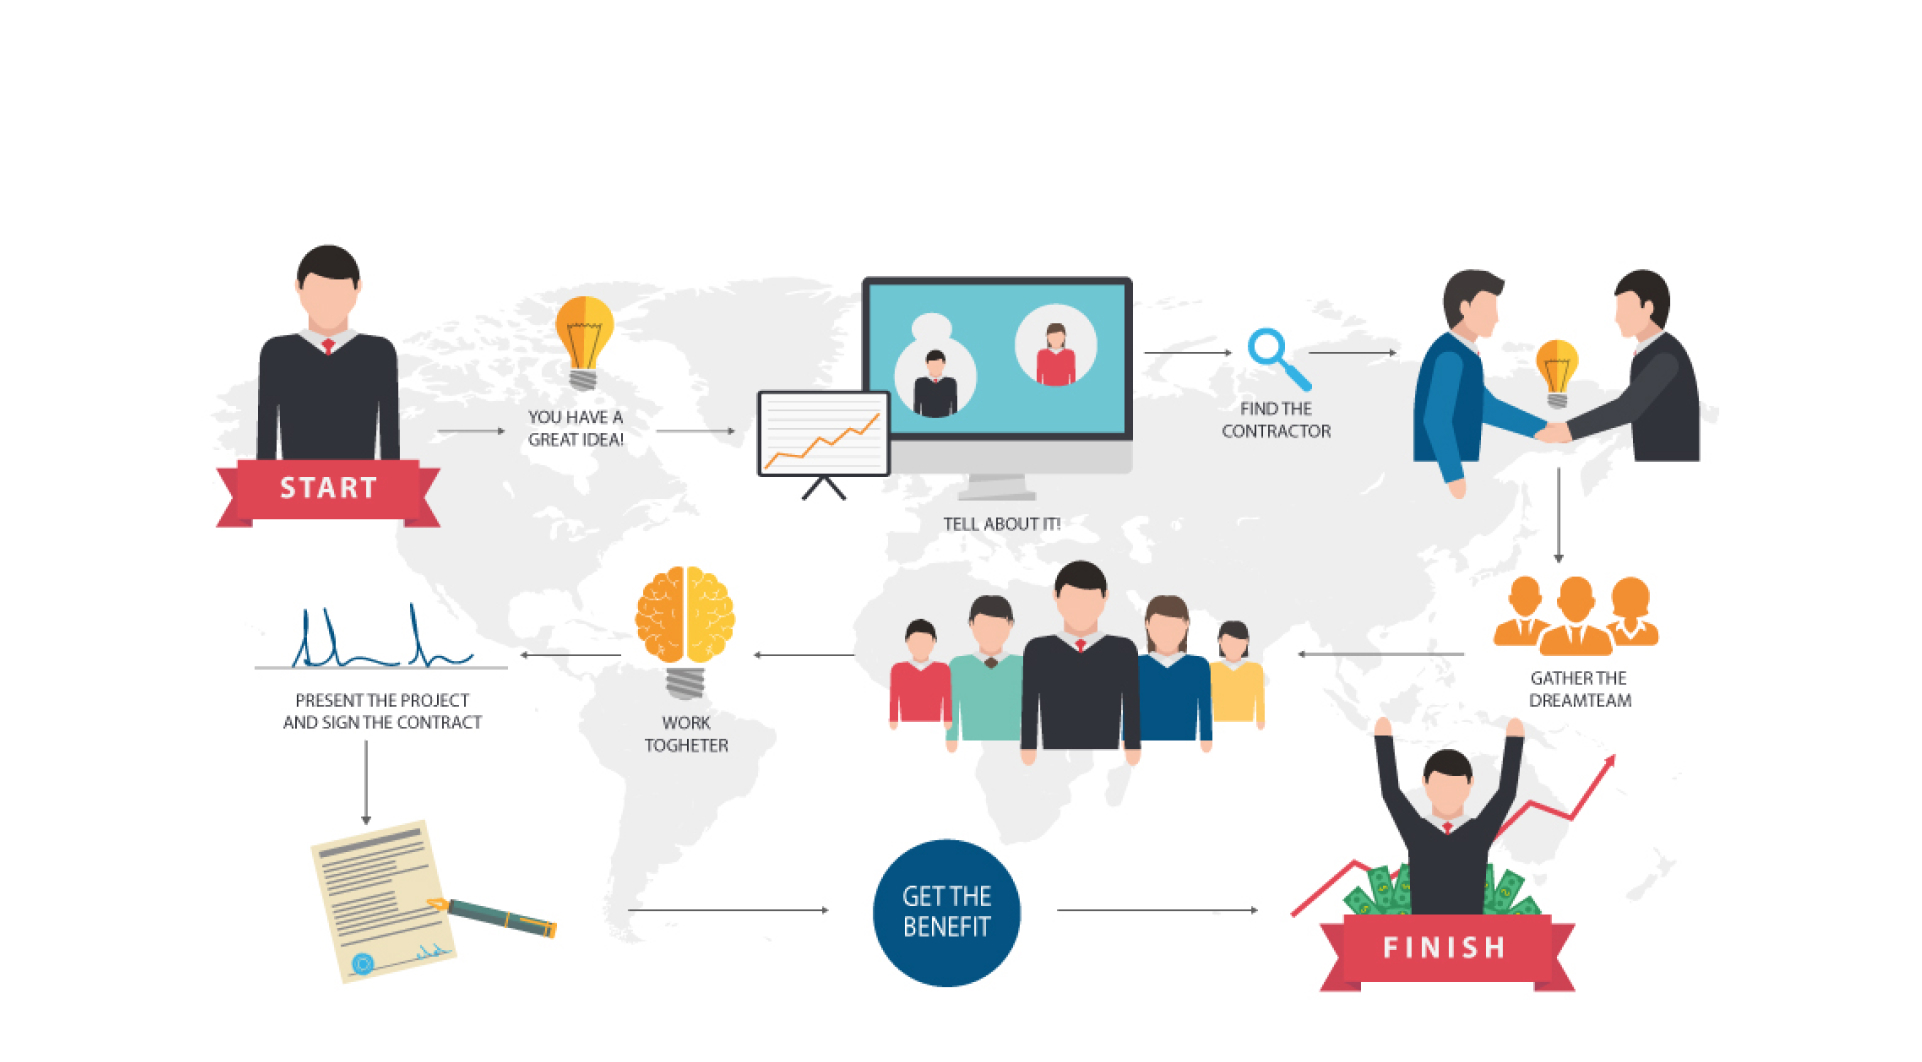 START
YOU HAVE A
GREAT IDEA!
TELL ABOUT IT!
FIND THE
CONTRACTOR
GATHER THE
DREAMTEAM
WORK
TOGHETER
PRESENT THE PROJECT
AND SIGN THE CONTRACT
GET THE
BENEFIT
FINISH